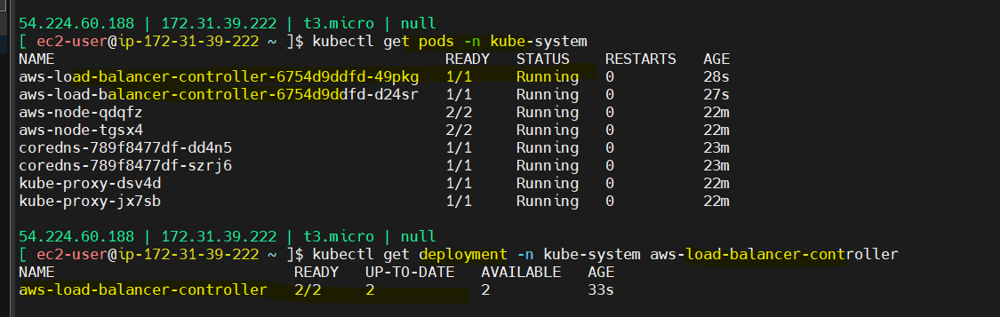 54.224.60.188 | 172.31.39.222 | t3.micro | null
[ ec2-user@ip-172-31-39-222 ~ ]$ kubectl get pods -n kube-system
NAME READY STATUS RESTARTS AGE
aws-load-balancer-controller-6754d9ddfd-49pkg 1/1 Running 0 28s
aws-load-balancer-controller-6754d9ddfd-d24sr 1/1 Running 0 27s
aws-node-qdqfz 2/2 Running 0 22m
aws-node-tgsx4 2/2 Running 0 22m
coredns-789f8477df-dd4n5 1/1 Running 0 23m
coredns-789f8477df-szrj6 1/1 Running 0 23m
kube-proxy-dsv4d 1/1 Running 0 22m
kube-proxy-jx7sb 1/1 Running 0 22m
54.224.60.188 | 172.31.39.222 | t3.micro | null
[ ec2-user@ip-172-31-39-222 ~ ]$ kubectl get deployment -n kube-system aws-load-balancer-controller
NAME READY UP-TO-DATE AVAILABLE AGE
aws-load-balancer-controller 2/2 2 2 33s